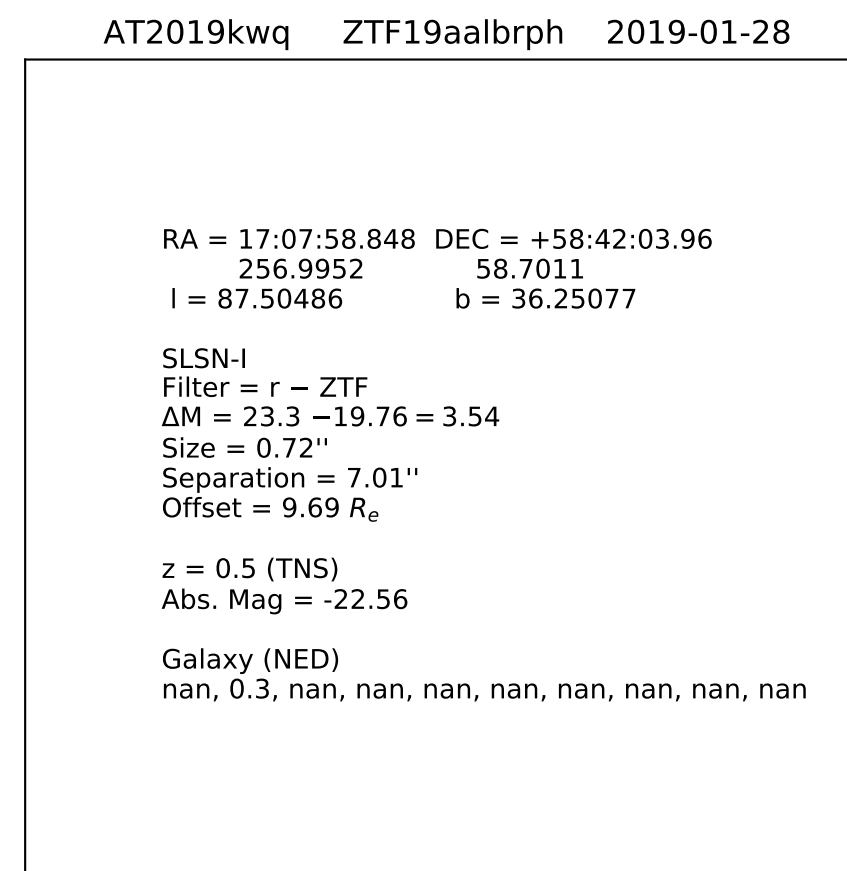 AT2019kwq ZTF19aalbrph 2019-01-28
RA = 17:07:58.848 DEC = +58:42:03.96
256.9952 58.7011
l = 87.50486 b = 36.25077
SLSN-I
Filter = r − ZTF
ΔM = 23.3 −19.76 = 3.54
Size = 0.72''
Separation = 7.01''
Offset = 9.69 Rₑ
z = 0.5 (TNS)
Abs. Mag = -22.56
Galaxy (NED)
nan, 0.3, nan, nan, nan, nan, nan, nan, nan, nan